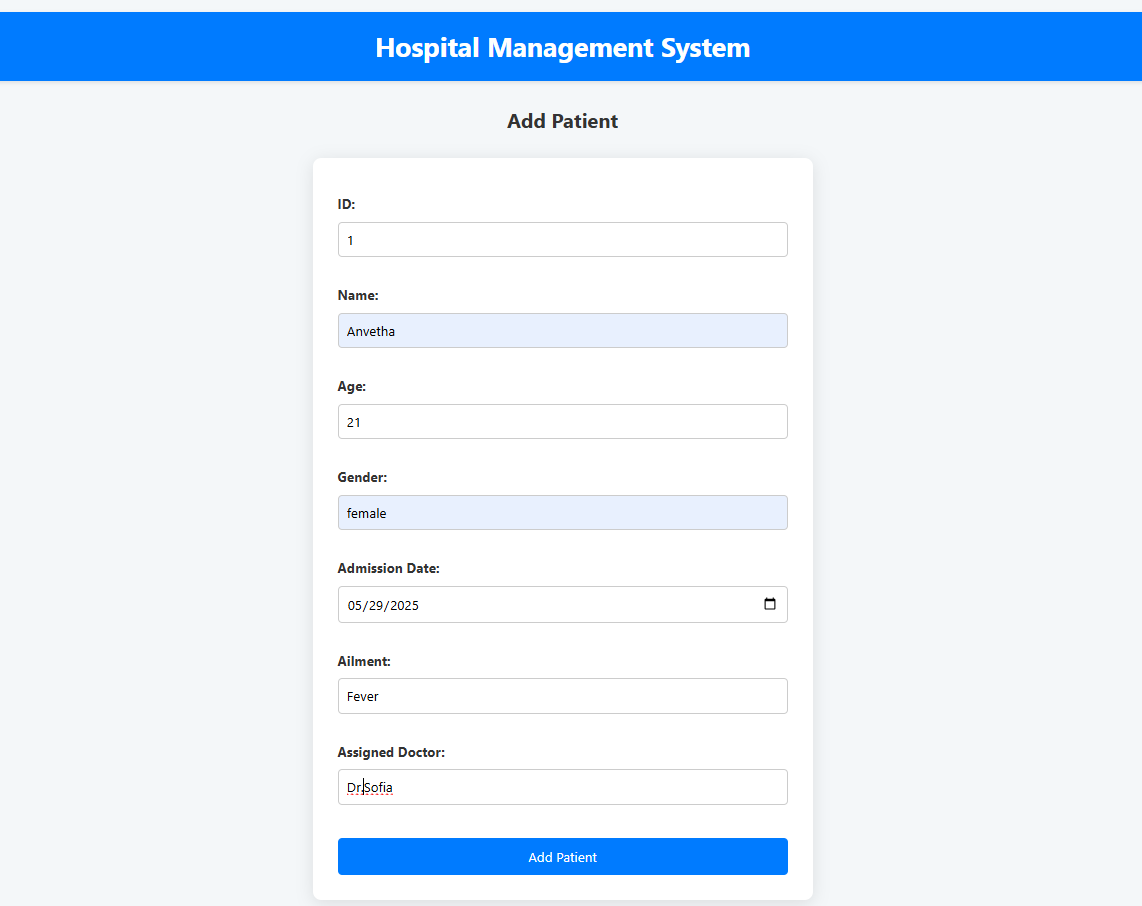 Hospital Management System
Add Patient
ID:
1
Name:
Anvetha
Age:
21
Gender:
female
Admission Date:
05/29/2025
Ailment:
Fever
Assigned Doctor:
Dr.Sofia
Add Patient